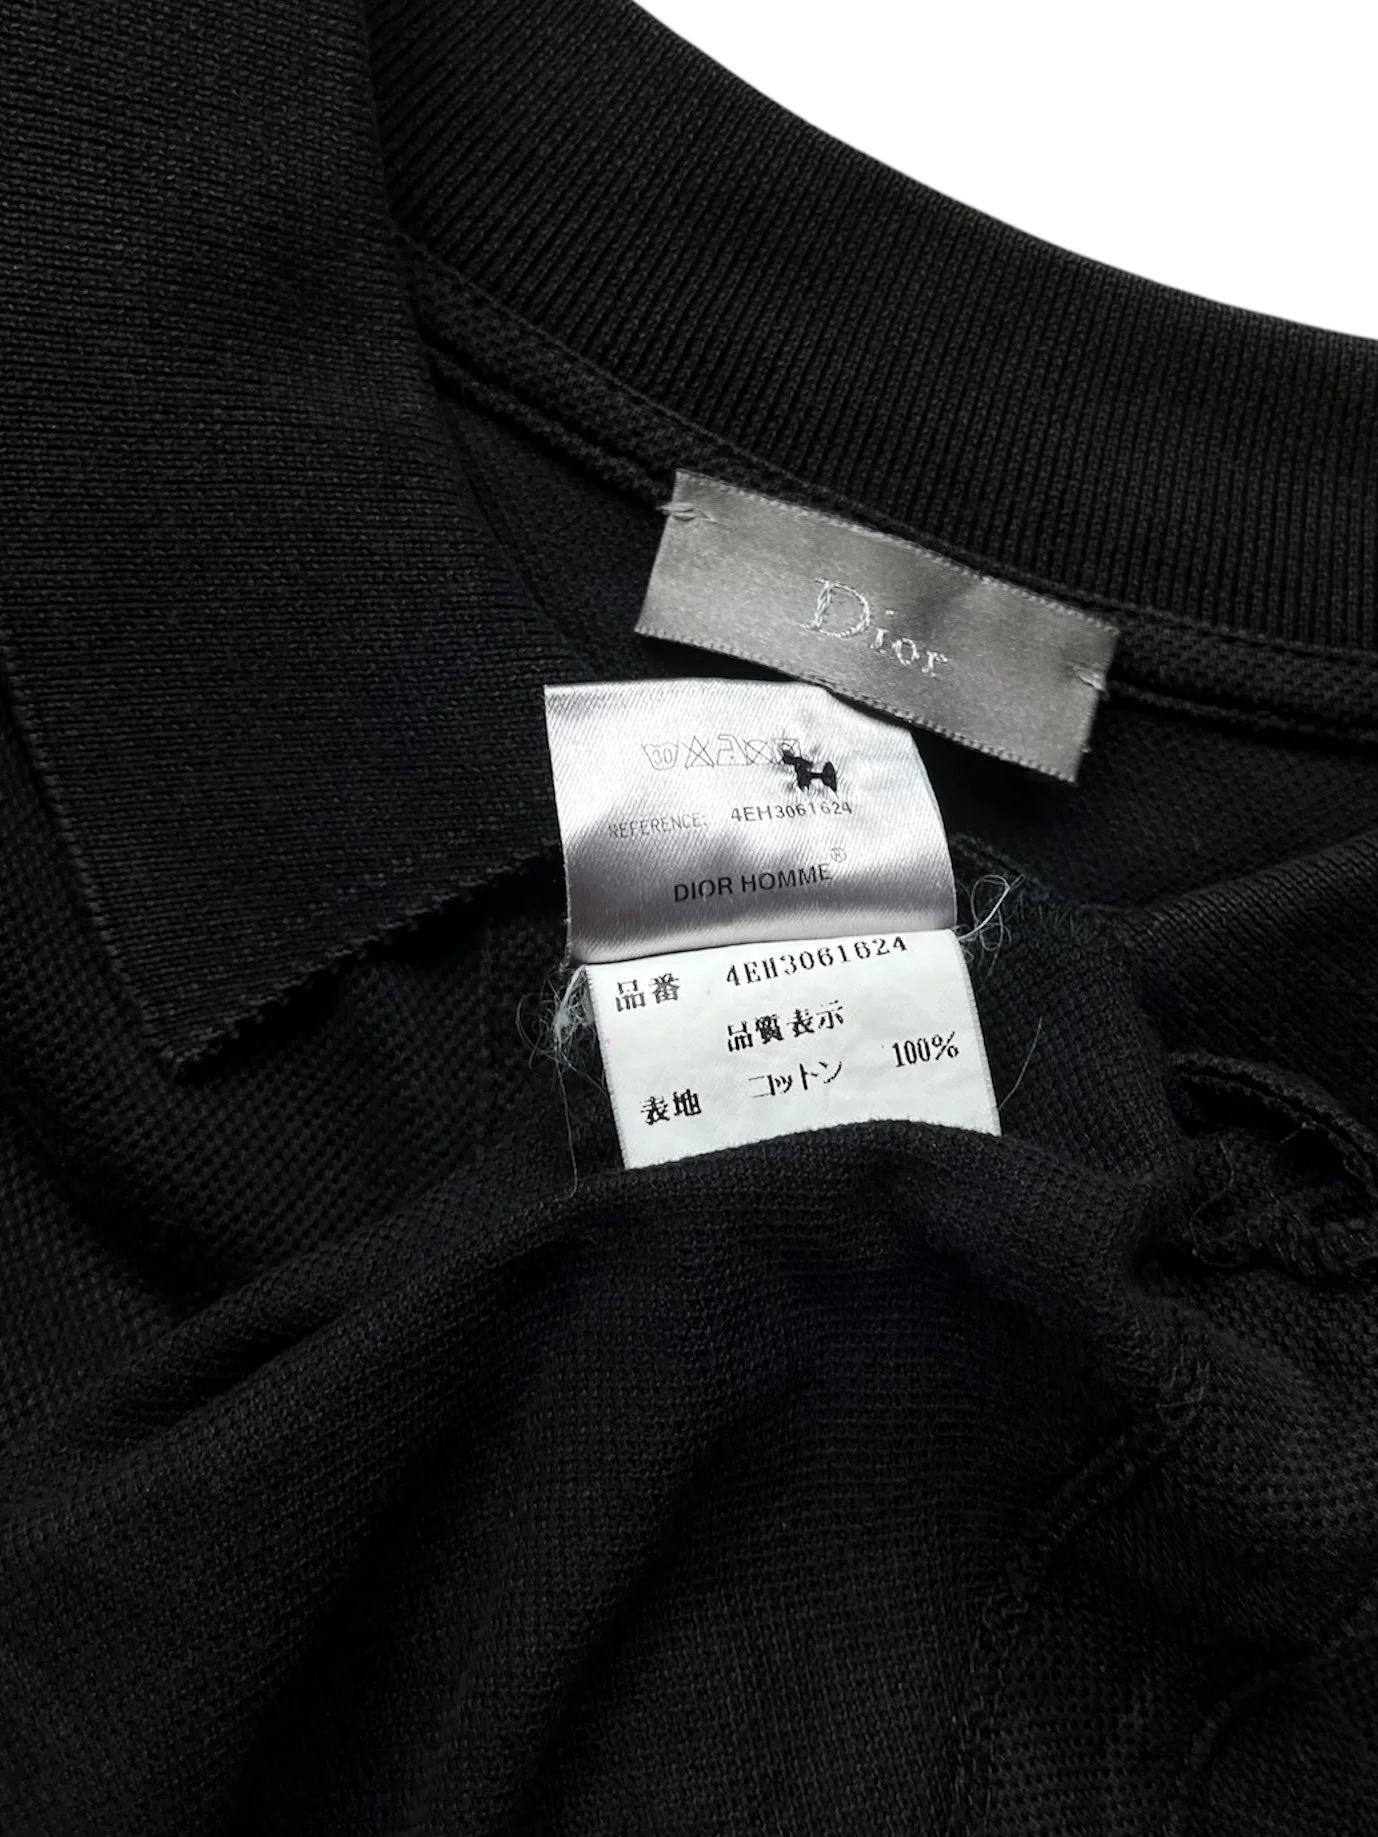 Dior
30
REFERENCE: 4EH3061624
DIOR HOMME®
品番 4EH3061624
品質表示
表地 コットン 100%